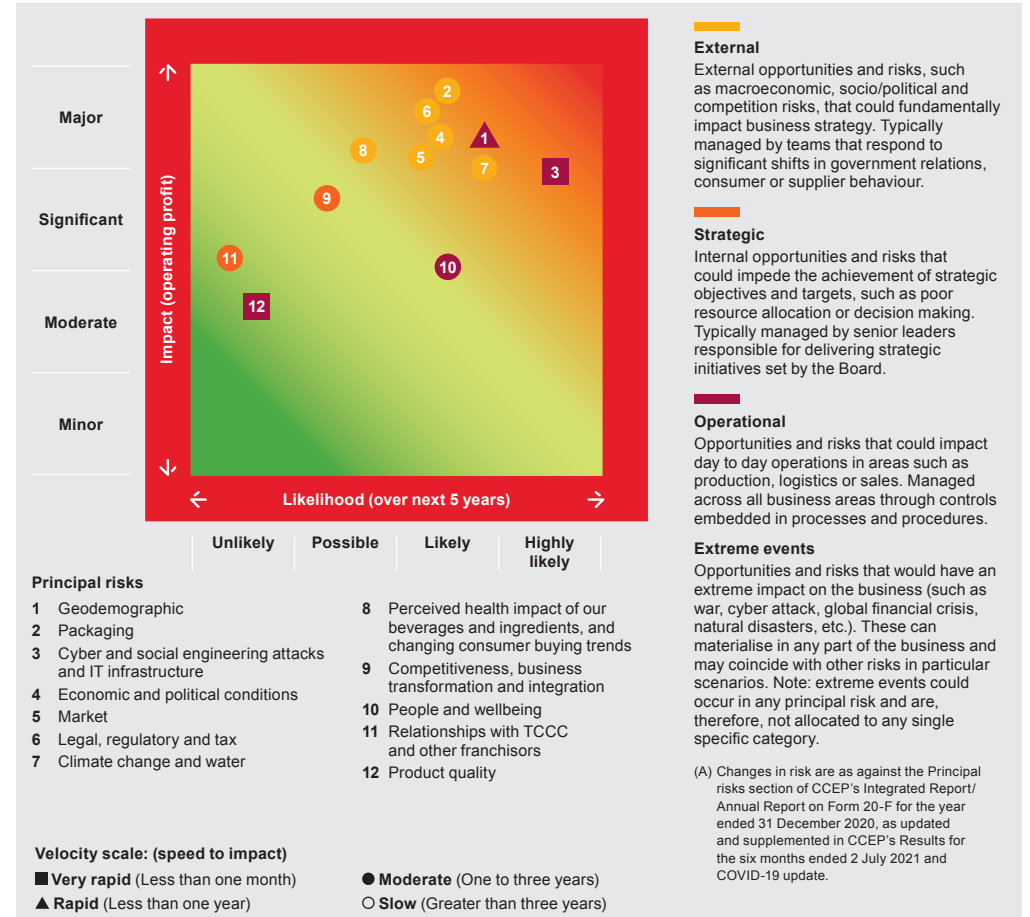 Major
Significant
Moderate
Minor
Impact (operating profit)
2
6
4
1
8
5
7
3
9
11
10
12
Likelihood (over next 5 years)
Unlikely
Possible
Likely
Highly
likely
Principal risks
1 Geodemographic
2 Packaging
3 Cyber and social engineering attacks
and IT infrastructure
4 Economic and political conditions
5 Market
6 Legal, regulatory and tax
7 Climate change and water
8 Perceived health impact of our
beverages and ingredients, and
changing consumer buying trends
9 Competitiveness, business
transformation and integration
10 People and wellbeing
11 Relationships with TCCC
and other franchisors
12 Product quality
Velocity scale: (speed to impact)
Very rapid (Less than one month)
Rapid (Less than one year)
Moderate (One to three years)
Slow (Greater than three years)
External
External opportunities and risks, such
as macroeconomic, socio/political and
competition risks, that could fundamentally
impact business strategy. Typically
managed by teams that respond to
significant shifts in government relations,
consumer or supplier behaviour.
Strategic
Internal opportunities and risks that
could impede the achievement of strategic
objectives and targets, such as poor
resource allocation or decision making.
Typically managed by senior leaders
responsible for delivering strategic
initiatives set by the Board.
Operational
Opportunities and risks that could impact
day to day operations in areas such as
production, logistics or sales. Managed
across all business areas through controls
embedded in processes and procedures.
Extreme events
Opportunities and risks that would have an
extreme impact on the business (such as
war, cyber attack, global financial crisis,
natural disasters, etc.). These can
materialise in any part of the business and
may coincide with other risks in particular
scenarios. Note: extreme events could
occur in any principal risk and are,
therefore, not allocated to any single
specific category.
(A) Changes in risk are as against the Principal
risks section of CCEP's Integrated Report/
Annual Report on Form 20-F for the year
ended 31 December 2020, as updated
and supplemented in CCEP's Results for
the six months ended 2 July 2021 and
COVID-19 update.